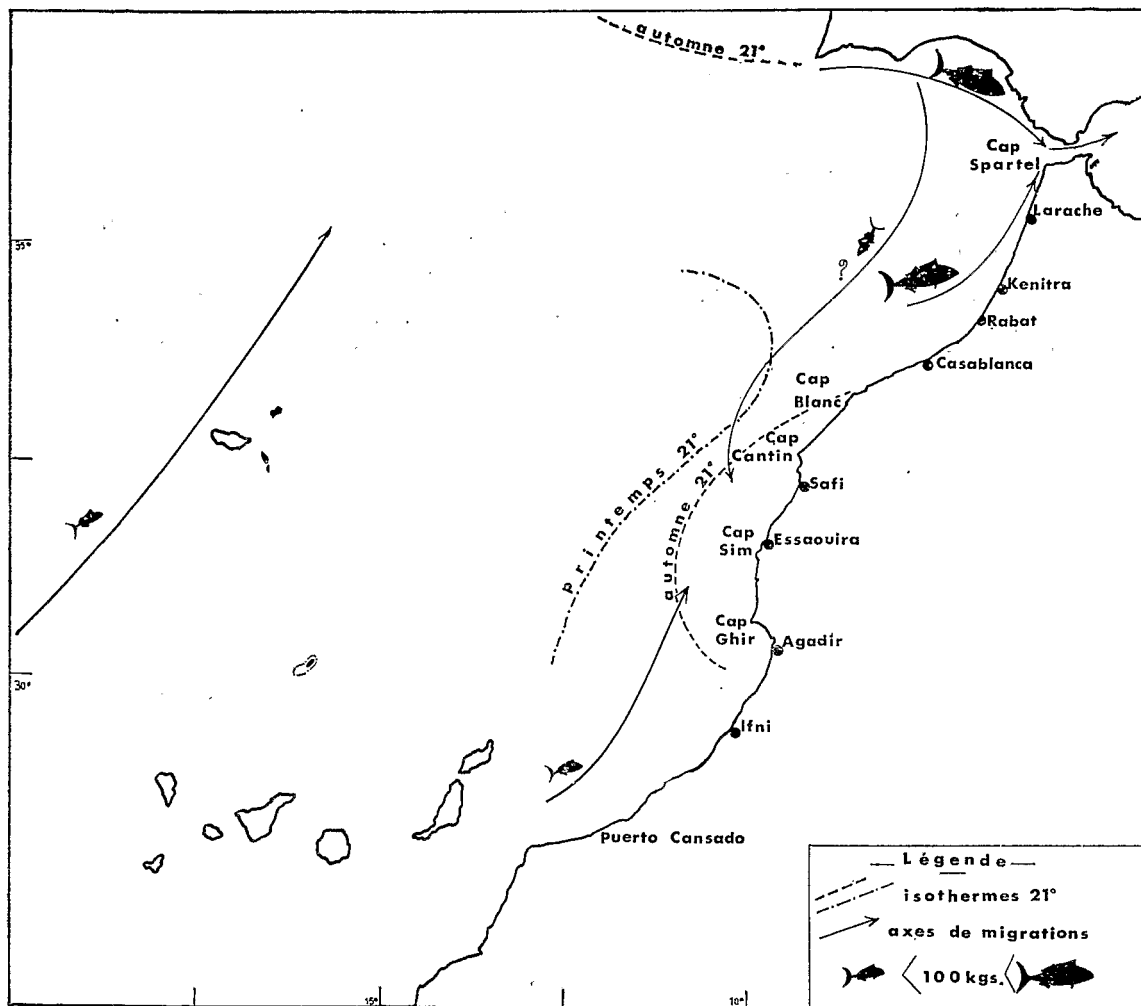 automne 21°
Cap
Spartel
Larache
35°
?
Kenitra
Rabat
Casablanca
Cap
Blanc
Cap
Cantin
printemps 21°
automne 21°
Safi
Cap
Sim
Essaouira
Cap
Ghir
Agadir
30°
Ifni
Puerto Cansado
Légende
isothermes 21°
axes de migrations
< 100 kgs. <
15°
10°